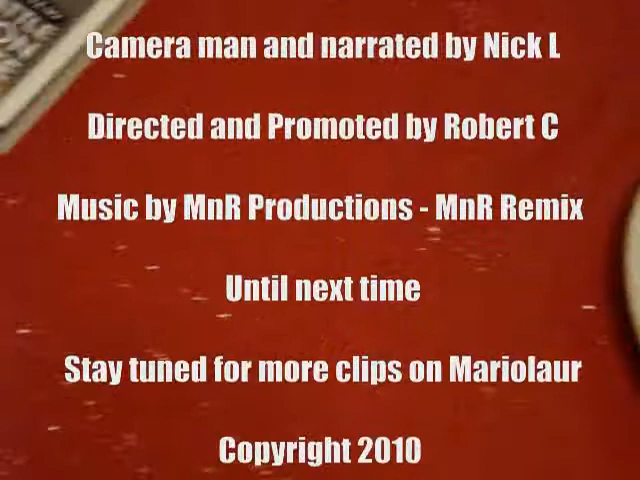 Camera man and narrated by Nick L
Directed and Promoted by Robert C
Music by MnR Productions - MnR Remix
Until next time
Stay tuned for more clips on Mariolaur
Copyright 2010